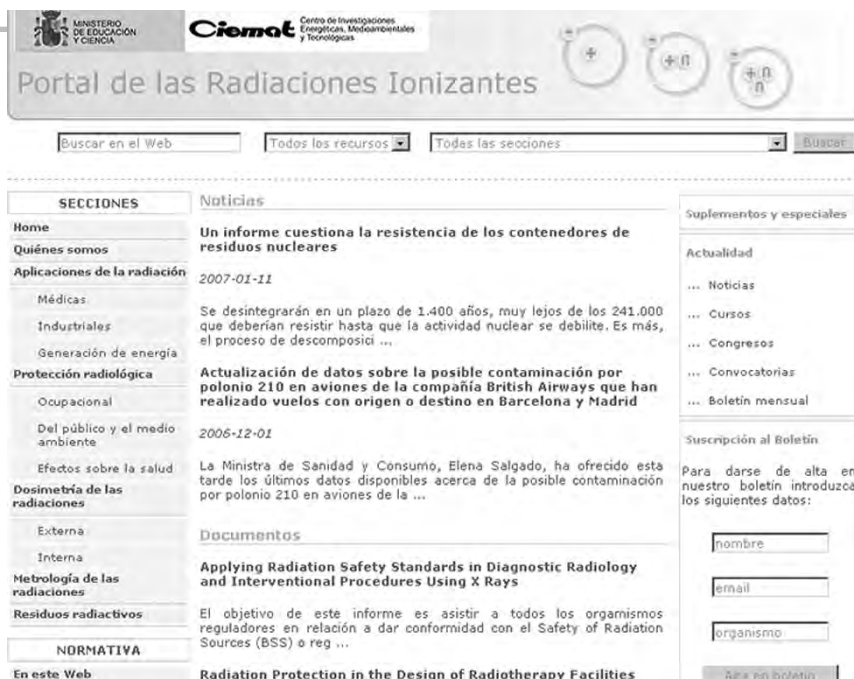 MINISTERIO
DE EDUCACIÓN
Y CIENCIA
Ciemat
Centro de Investigaciones
Energéticas, Medioambientales
y Tecnológicas
Portal de las Radiaciones Ionizantes
+
+ n
+ n
n
Buscar en el Web
Todos los recursos
Todas las secciones
Buscar
SECCIONES
Home
Quiénes somos
Aplicaciones de la radiación
Médicas
Industriales
Generación de energía
Protección radiológica
Ocupacional
Del público y el medio
ambiente
Efectos sobre la salud
Dosimetría de las
radiaciones
Externa
Interna
Metrología de las
radiaciones
Residuos radiactivos
NORMATIVA
En este Web
Noticias
Un informe cuestiona la resistencia de los contenedores de
residuos nucleares
2007-01-11
Se desintegrarán en un plazo de 1.400 años, muy lejos de los 241.000
que deberían resistir hasta que la actividad nuclear se debilite. Es más,
el proceso de descomposici ...
Actualización de datos sobre la posible contaminación por
polonio 210 en aviones de la compañía British Airways que han
realizado vuelos con origen o destino en Barcelona y Madrid
2006-12-01
La Ministra de Sanidad y Consumo, Elena Salgado, ha ofrecido esta
tarde los últimos datos disponibles acerca de la posible contaminación
por polonio 210 en aviones de la ...
Documentos
Applying Radiation Safety Standards in Diagnostic Radiology
and Interventional Procedures Using X Rays
El objetivo de este informe es asistir a todos los organismos
reguladores en relación a dar conformidad con el Safety of Radiation
Sources (BSS) o reg ...
Radiation Protection in the Design of Radiotherapy Facilities
Suplementos y especiales
Actualidad
... Noticias
... Cursos
... Congresos
... Convocatorias
... Boletín mensual
Suscripción al Boletín
Para darse de alta en
nuestro boletín introduzca
los siguientes datos:
nombre
email
organismo
Alta en boletín